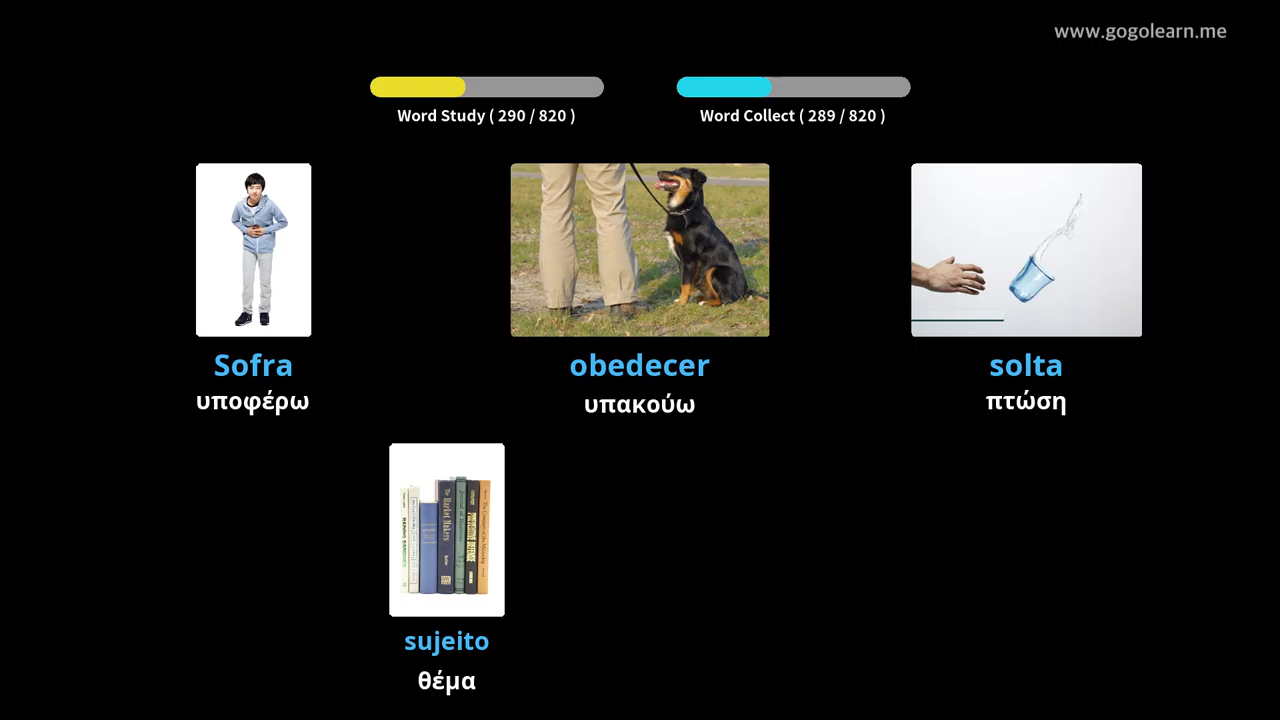 www.gogolearn.me
Word Study ( 290 / 820 )
Word Collect ( 289 / 820 )
Sofra
obedecer
solta
υποφέρω
υπακούω
πτώση
sujeito
θέμα